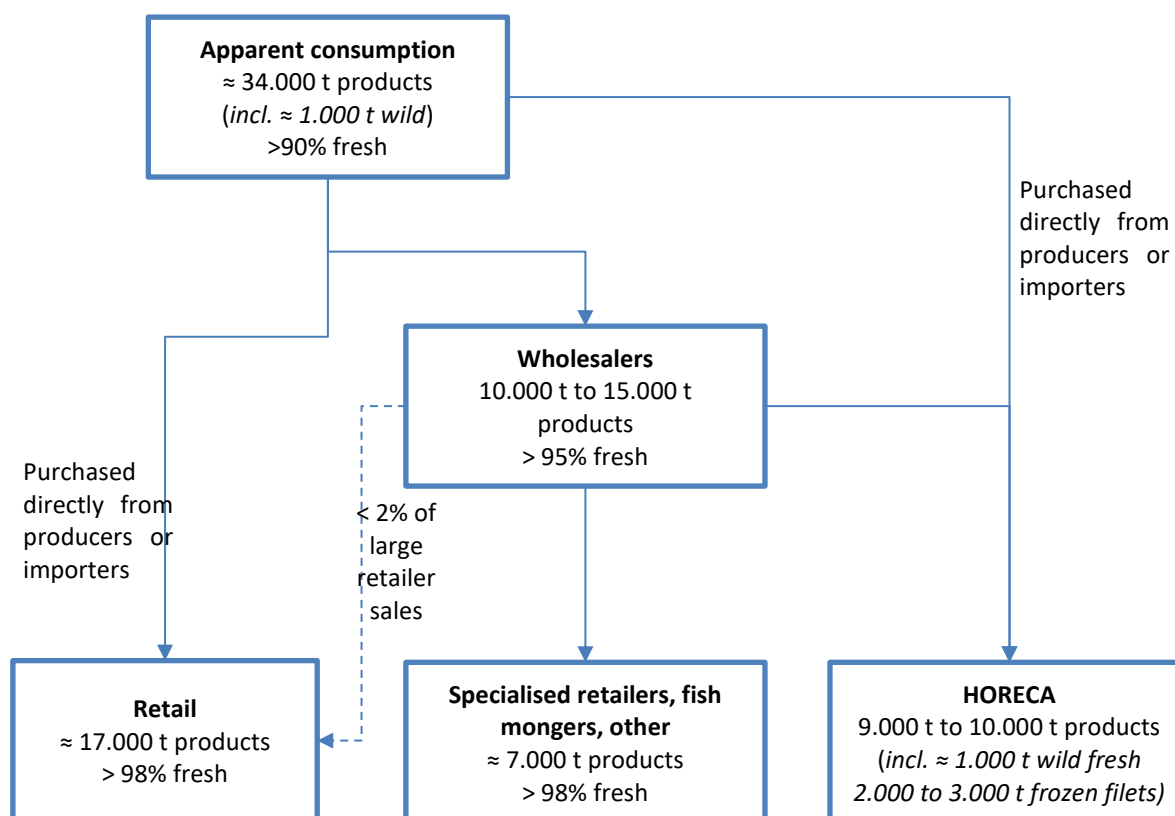 Apparent consumption
≈ 34.000 t products
(incl. ≈ 1.000 t wild)
>90% fresh
Purchased
directly from
producers or
importers
Wholesalers
10.000 t to 15.000 t
products
> 95% fresh
Purchased
directly from
producers or
importers
< 2% of
large
retailer
sales
Retail
≈ 17.000 t products
> 98% fresh
Specialised retailers, fish
mongers, other
≈ 7.000 t products
> 98% fresh
HORECA
9.000 t to 10.000 t products
(incl. ≈ 1.000 t wild fresh
2.000 to 3.000 t frozen filets)